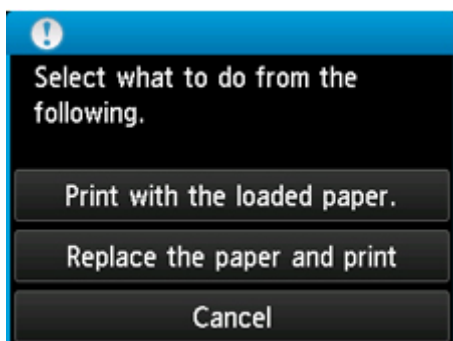 Select what to do from the
following.
Print with the loaded paper.
Replace the paper and print
Cancel